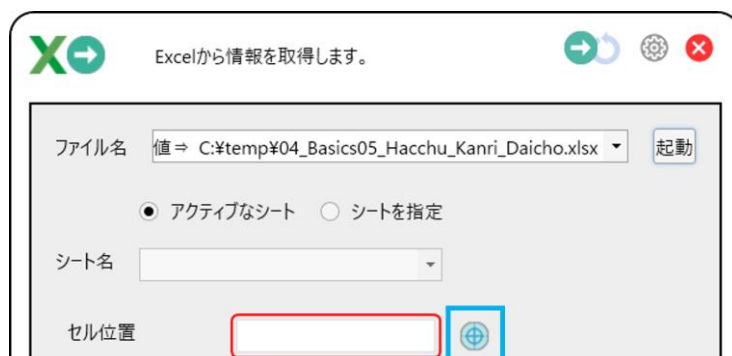 Excelから情報を取得します。
ファイル名 値⇒ C:¥temp¥04_Basics05_Hacchu_Kanri_Daicho.xlsx 起動
アクティブなシート シートを指定
シート名
セル位置